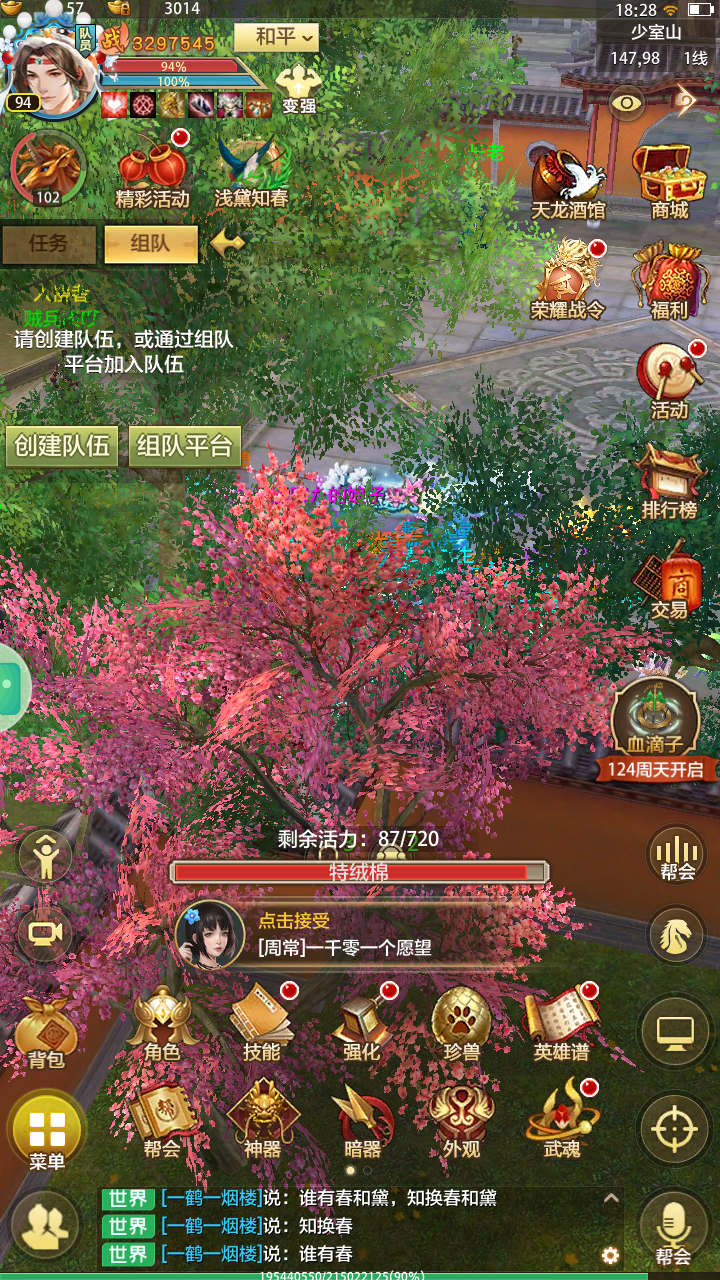 57
3014
18:28
队员
战3297545
和平
少室山
147,98 1线
94%
100%
94
变强
102
精彩活动
浅黛知春
天龙酒馆
商城
任务
组队
荣耀战令
福利
请创建队伍，或通过组队
平台加入队伍
活动
创建队伍
组队平台
排行榜
商
交易
血滴子
124周天开启
剩余活力：87/720
特绒棉
帮会
点击接受
[周常]一千零一个愿望
背包
角色
技能
强化
珍兽
英雄谱
菜单
帮会
神器
暗器
外观
武魂
世界 [一鹤一烟楼]说：谁有春和黛，知换春和黛
世界 [一鹤一烟楼]说：知换春
世界 [一鹤一烟楼]说：谁有春
帮会
195440550/215022125(90%)